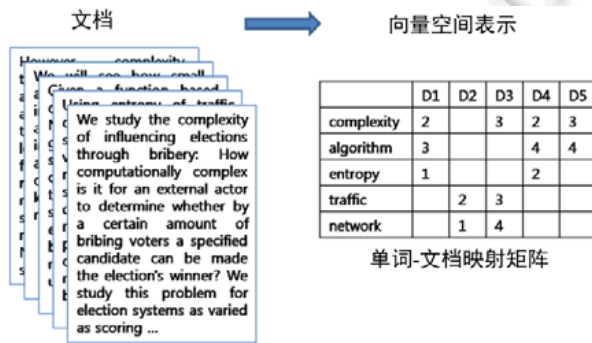 文档
向量空间表示
However, complexity
We will see how small
Given a function based
Using entropy of traffic
We study the complexity
of influencing elections
through bribery: How
computationally complex
is it for an external actor
to determine whether by
a certain amount of
bribing voters a specified
candidate can be made
the election's winner? We
study this problem for
election systems as varied
as scoring ...
D1 D2 D3 D4 D5
complexity 2 3 2 3
algorithm 3 4 4
entropy 1 2
traffic 2 3
network 1 4
单词-文档映射矩阵